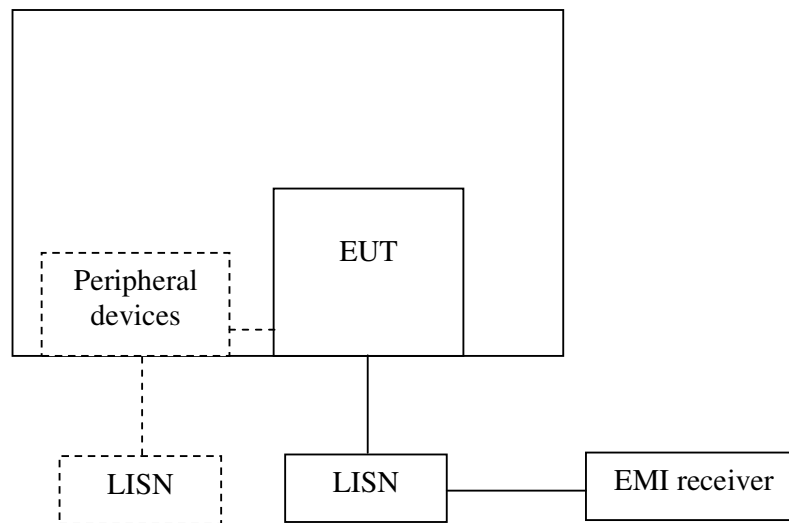 EUT
Peripheral
devices
LISN
LISN
EMI receiver